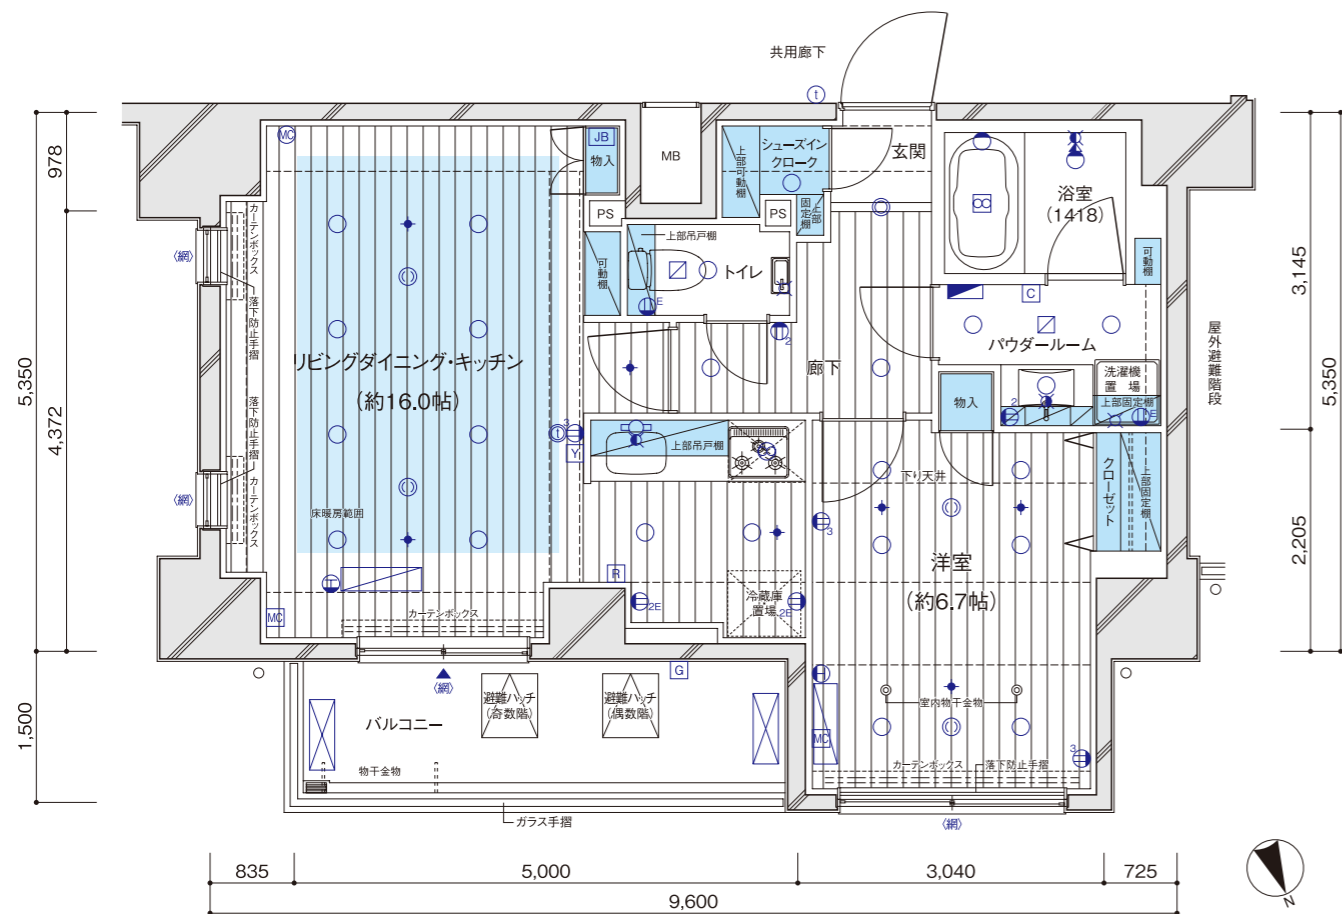 共用廊下
t
MC
JB
物入
MB
上部可動棚
シューズイン
クローク
玄関
浴室
(1418)
PS
PS
上部
固定棚
カーテンボックス
〈網〉
落下防止手摺
上部吊戸棚
可動棚
トイレ
E
2
可動棚
C
パウダールーム
屋外避難階段
リビングダイニング・キッチン
(約16.0帖)
廊下
洗濯機
置場
上部固定棚
物入
2
E
落下防止手摺
カーテンボックス
〈網〉
3
t
Y
上部吊戸棚
下り天井
クローゼット
上部固定棚
床暖房範囲
3
洋室
(約6.7帖)
R
冷蔵庫
置場
2E
2E
MC
カーテンボックス
〈網〉
G
避難ハッチ
(奇数階)
避難ハッチ
(偶数階)
バルコニー
物干金物
ガラス手摺
室内物干金物
MC
3
カーテンボックス
落下防止手摺
〈網〉
978
5,350
4,372
1,500
3,145
5,350
2,205
835
5,000
3,040
725
9,600
N